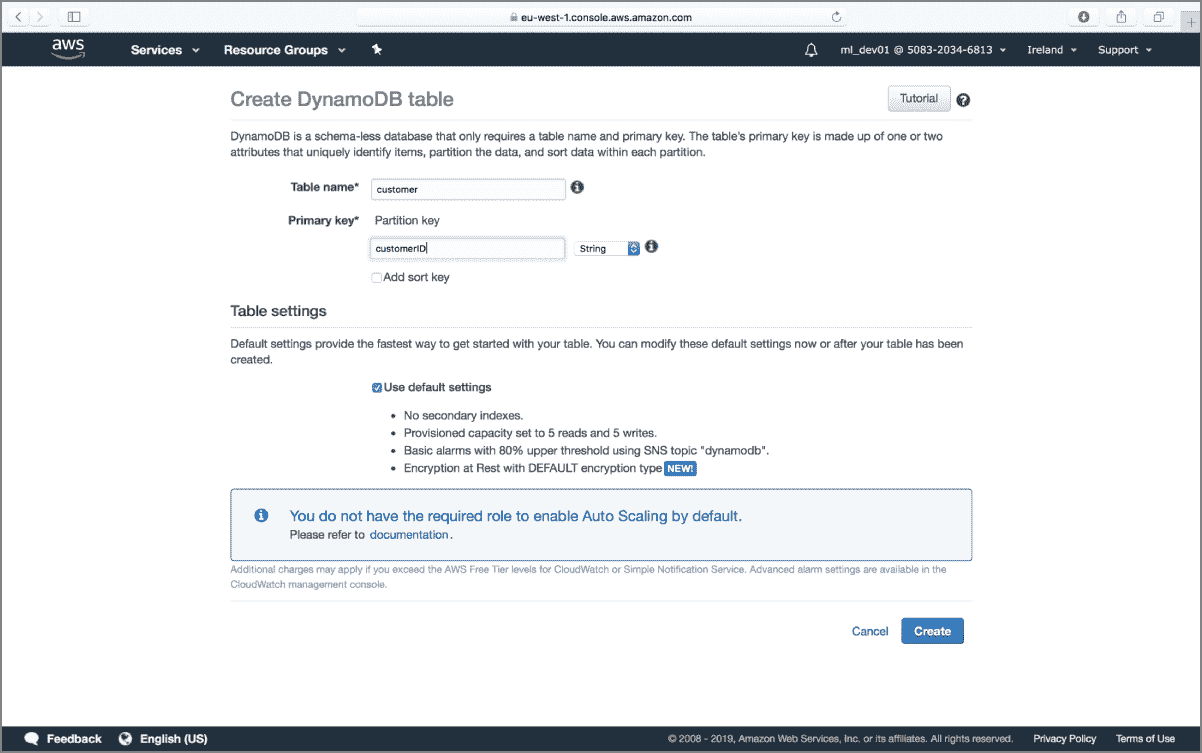 eu-west-1.console.aws.amazon.com
aws Services Resource Groups ml_dev01 @ 5083-2034-6813 Ireland Support
Create DynamoDB table Tutorial
DynamoDB is a schema-less database that only requires a table name and primary key. The table's primary key is made up of one or two
attributes that uniquely identify items, partition the data, and sort data within each partition.
Table name* customer
Primary key* Partition key
customerID String
Add sort key
Table settings
Default settings provide the fastest way to get started with your table. You can modify these default settings now or after your table has been
created.
Use default settings
• No secondary indexes.
• Provisioned capacity set to 5 reads and 5 writes.
• Basic alarms with 80% upper threshold using SNS topic "dynamodb".
• Encryption at Rest with DEFAULT encryption type NEW!
You do not have the required role to enable Auto Scaling by default.
Please refer to documentation.
Additional charges may apply if you exceed the AWS Free Tier levels for CloudWatch or Simple Notification Service. Advanced alarm settings are available in the
CloudWatch management console.
Cancel Create
Feedback English (US) © 2008 - 2019, Amazon Web Services, Inc. or its affiliates. All rights reserved. Privacy Policy Terms of Use